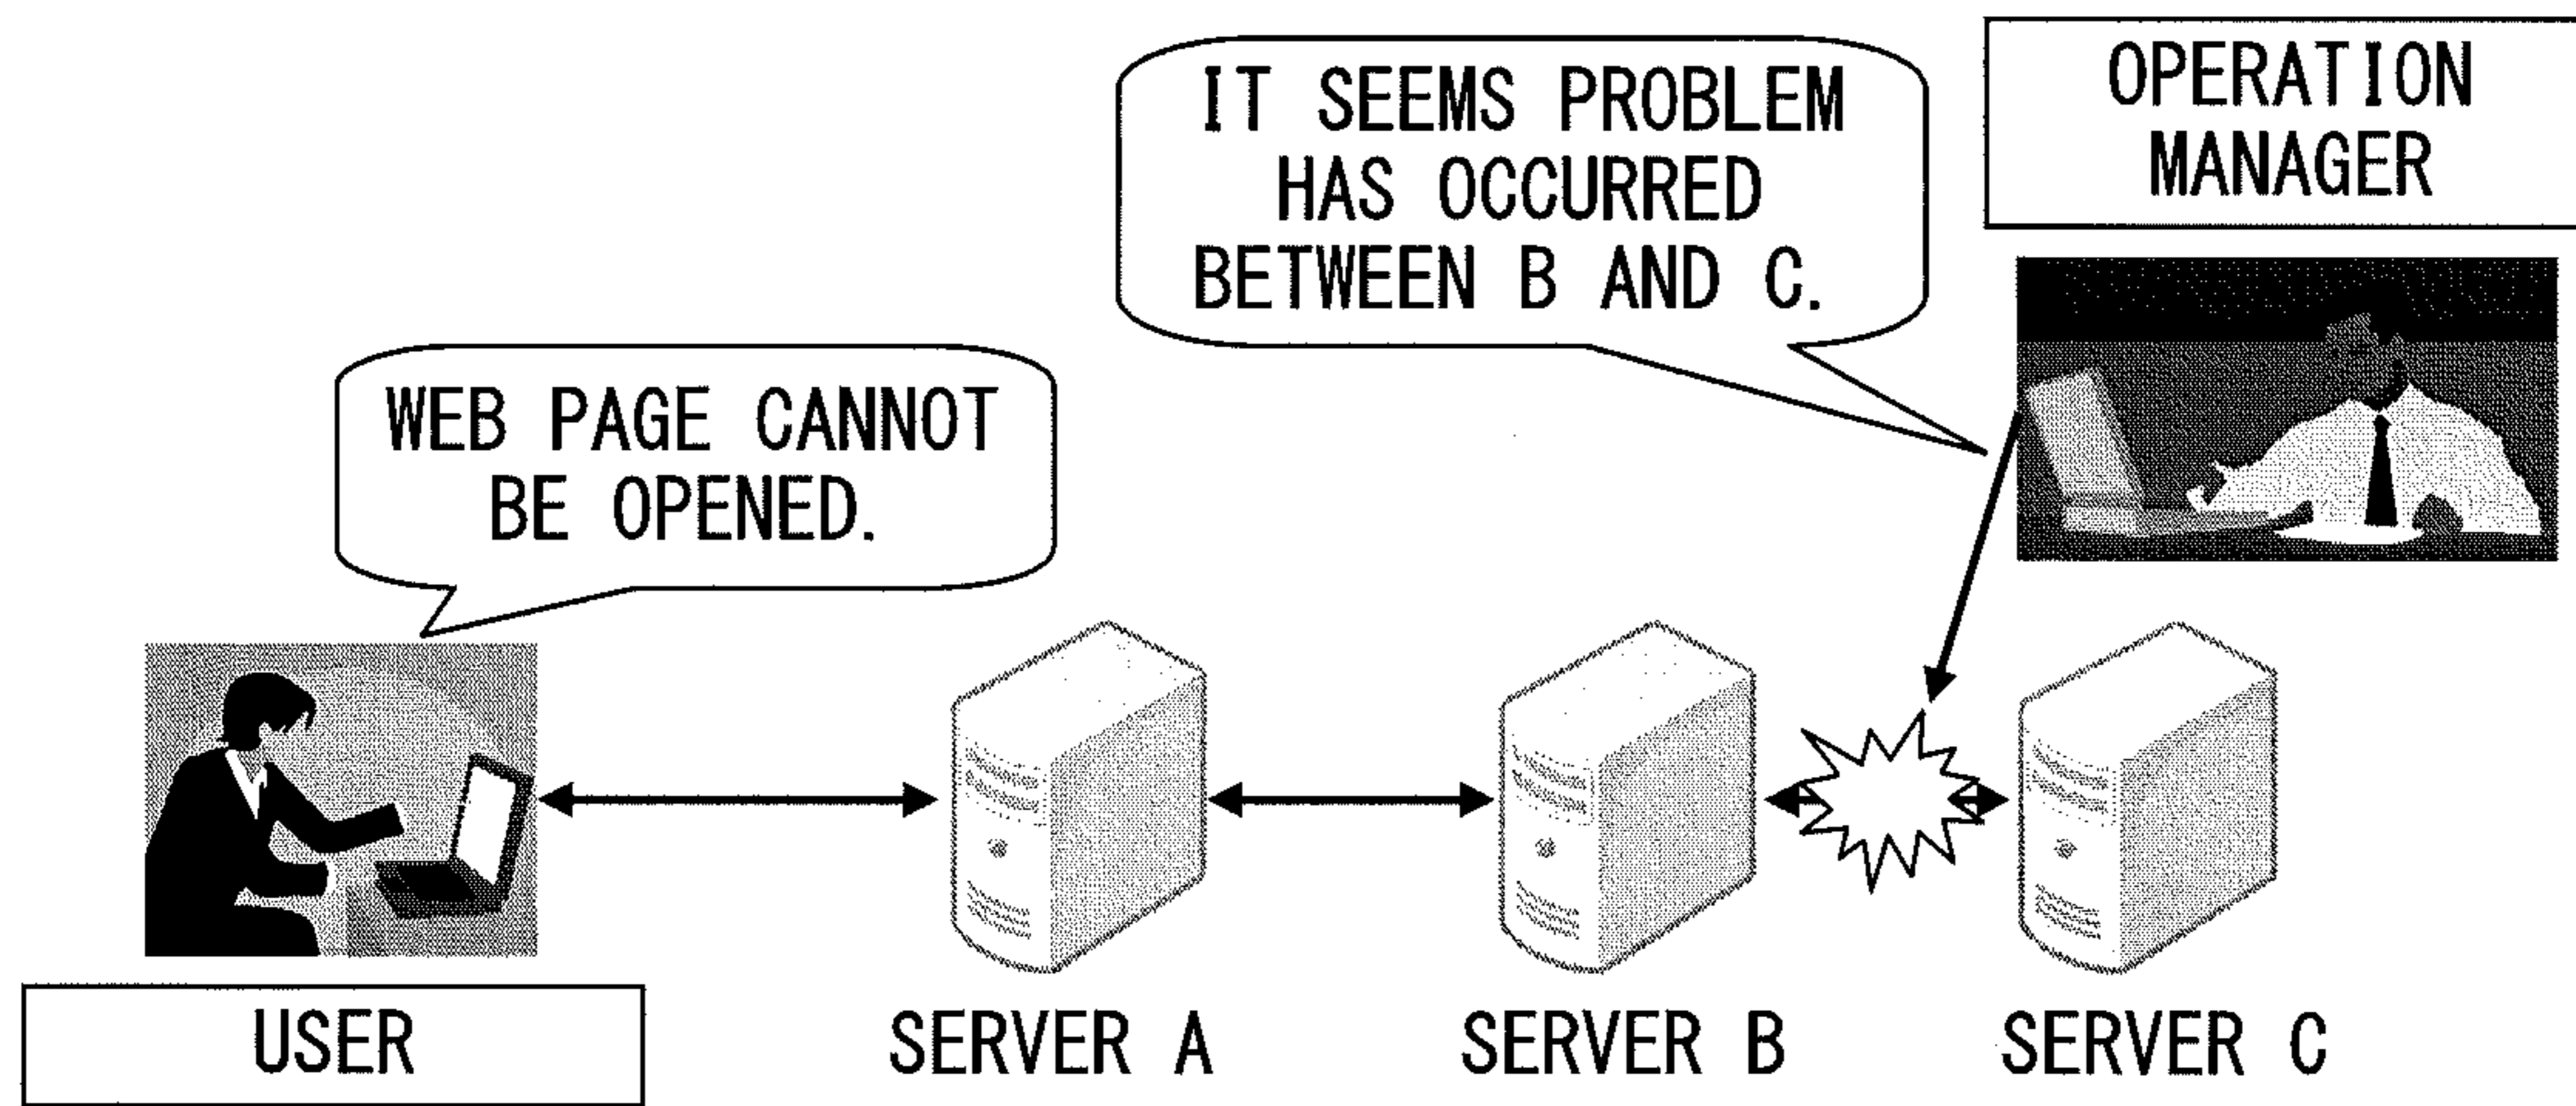 OPERATION
MANAGER
IT SEEMS PROBLEM
HAS OCCURRED
BETWEEN B AND C.
WEB PAGE CANNOT
BE OPENED.
USER
SERVER A
SERVER B
SERVER C